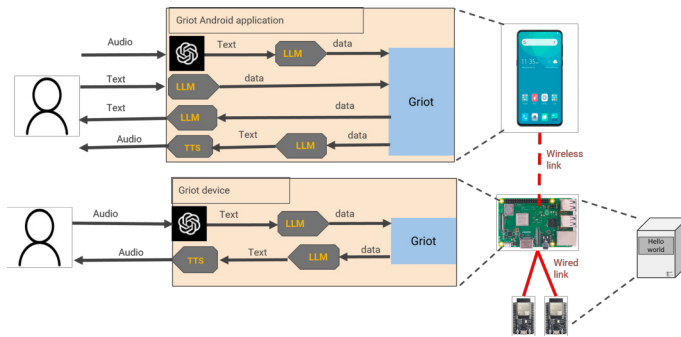 Griot Android application
Audio
Text
LLM
data
Text
LLM
data
Griot
Text
LLM
data
Audio
TTS
Text
LLM
data
Wireless
link
Griot device
Audio
Text
LLM
data
Griot
Audio
TTS
Text
LLM
data
Wired
link
Hello
world